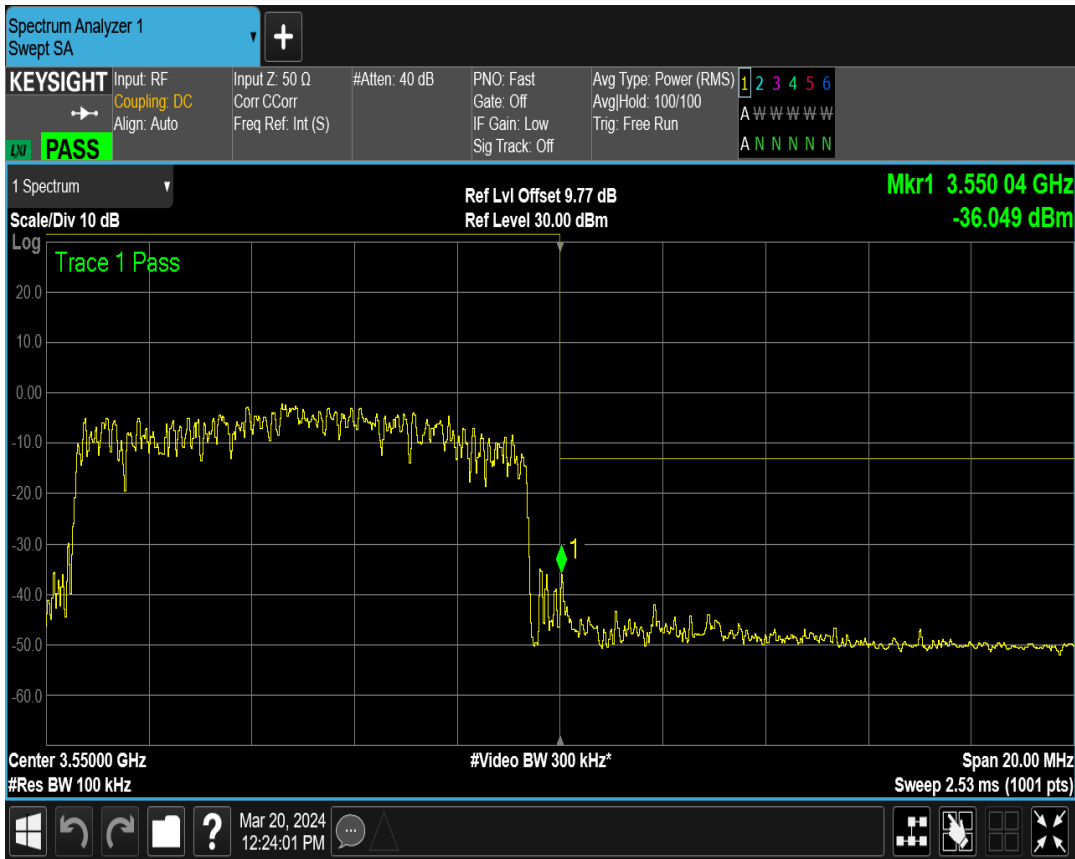 Spectrum Analyzer 1
Swept SA
+
KEYSIGHT
LXI PASS
Input: RF
Coupling: DC
Align: Auto
Input Z: 50 Ω
Corr CCorr
Freq Ref: Int (S)
#Atten: 40 dB
PNO: Fast
Gate: Off
IF Gain: Low
Sig Track: Off
Avg Type: Power (RMS)
Avg|Hold: 100/100
Trig: Free Run
1 2 3 4 5 6
A W W W W W
A N N N N N
1 Spectrum
Scale/Div 10 dB
Ref Lvl Offset 9.77 dB
Ref Level 30.00 dBm
Mkr1 3.550 04 GHz
-36.049 dBm
Log
Trace 1 Pass
20.0
10.0
0.00
-10.0
-20.0
-30.0
1
-40.0
-50.0
-60.0
Center 3.55000 GHz
#Res BW 100 kHz
#Video BW 300 kHz*
Span 20.00 MHz
Sweep 2.53 ms (1001 pts)
?
Mar 20, 2024
12:24:01 PM